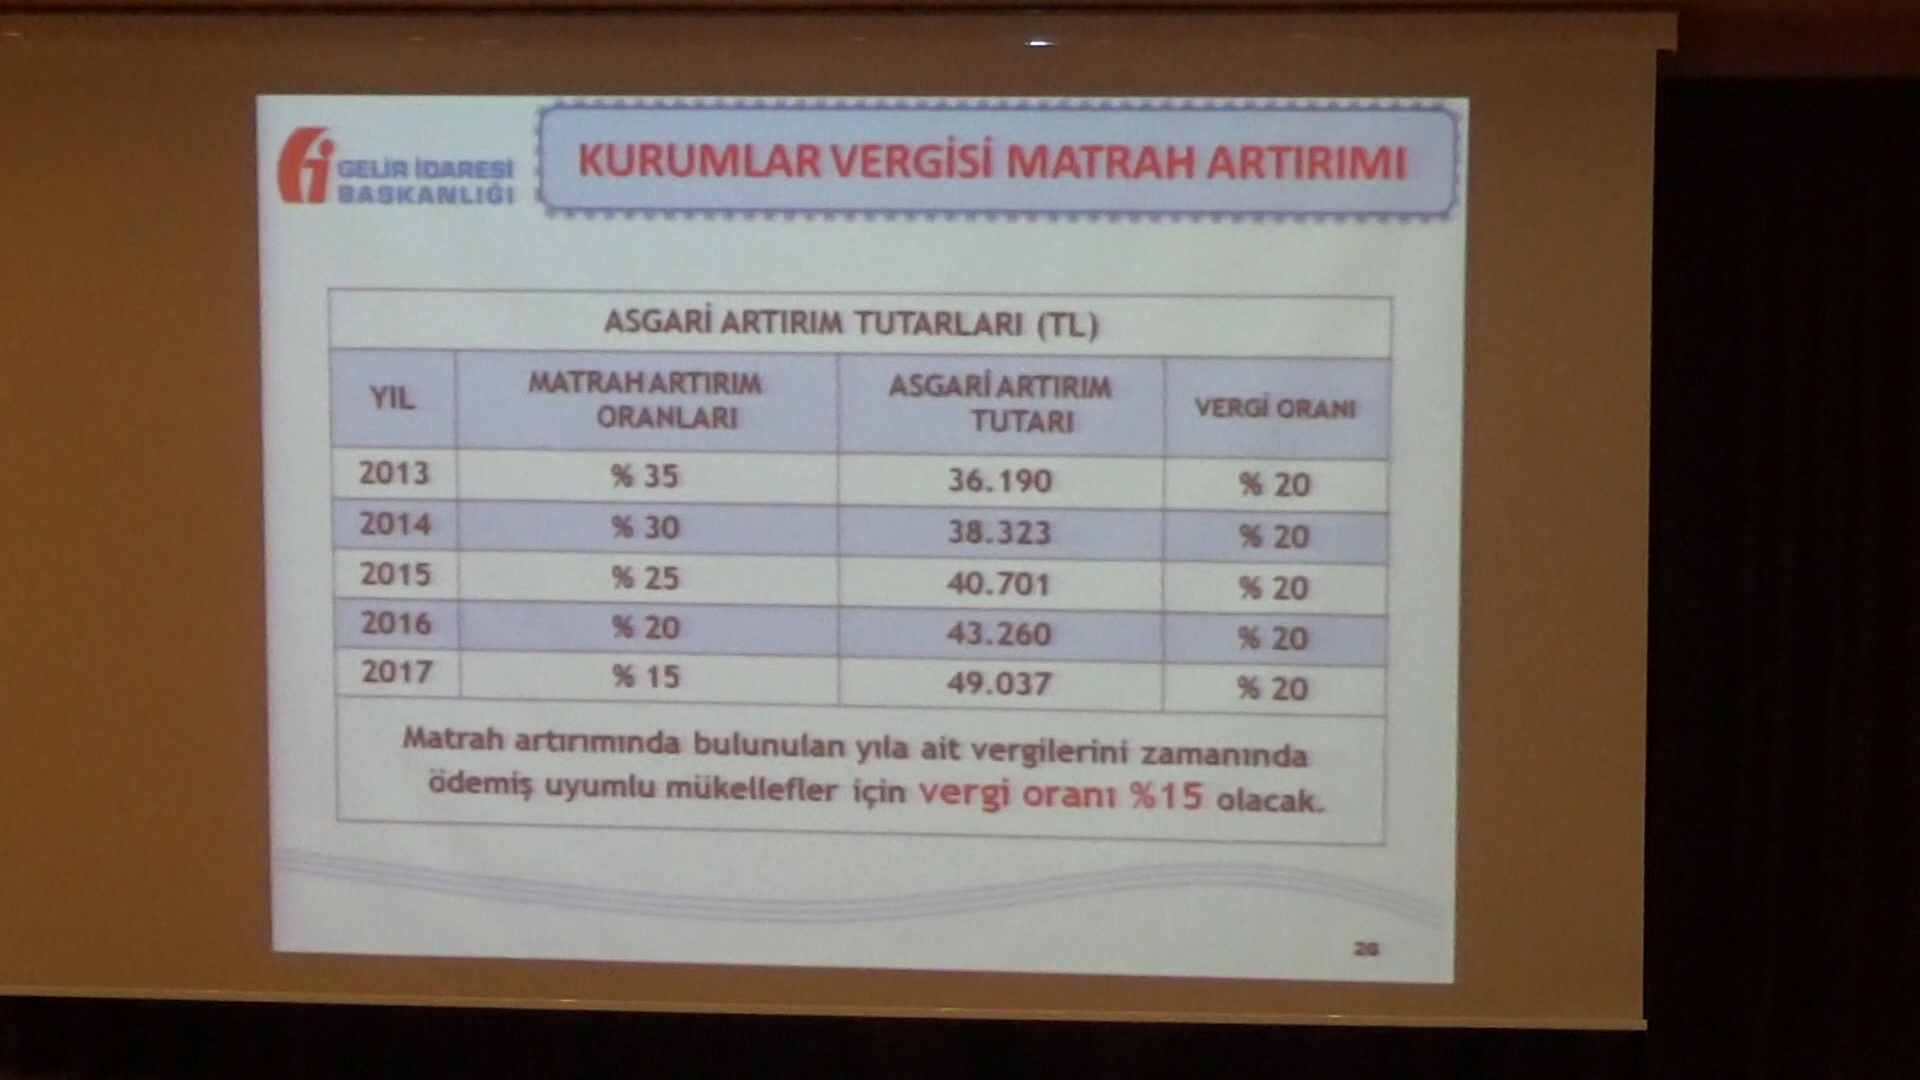 GELİR İDARESİ
BAŞKANLIĞI
KURUMLAR VERGİSİ MATRAH ARTIRIMI
ASGARİ ARTIRIM TUTARLARI (TL)
YIL MATRAH ARTIRIM ORANLARI ASGARİ ARTIRIM TUTARI VERGİ ORANI
2013 % 35 36.190 % 20
2014 % 30 38.323 % 20
2015 % 25 40.701 % 20
2016 % 20 43.260 % 20
2017 % 15 49.037 % 20
Matrah artırımında bulunulan yıla ait vergilerini zamanında
ödemiş uyumlu mükellefler için vergi oranı %15 olacak.